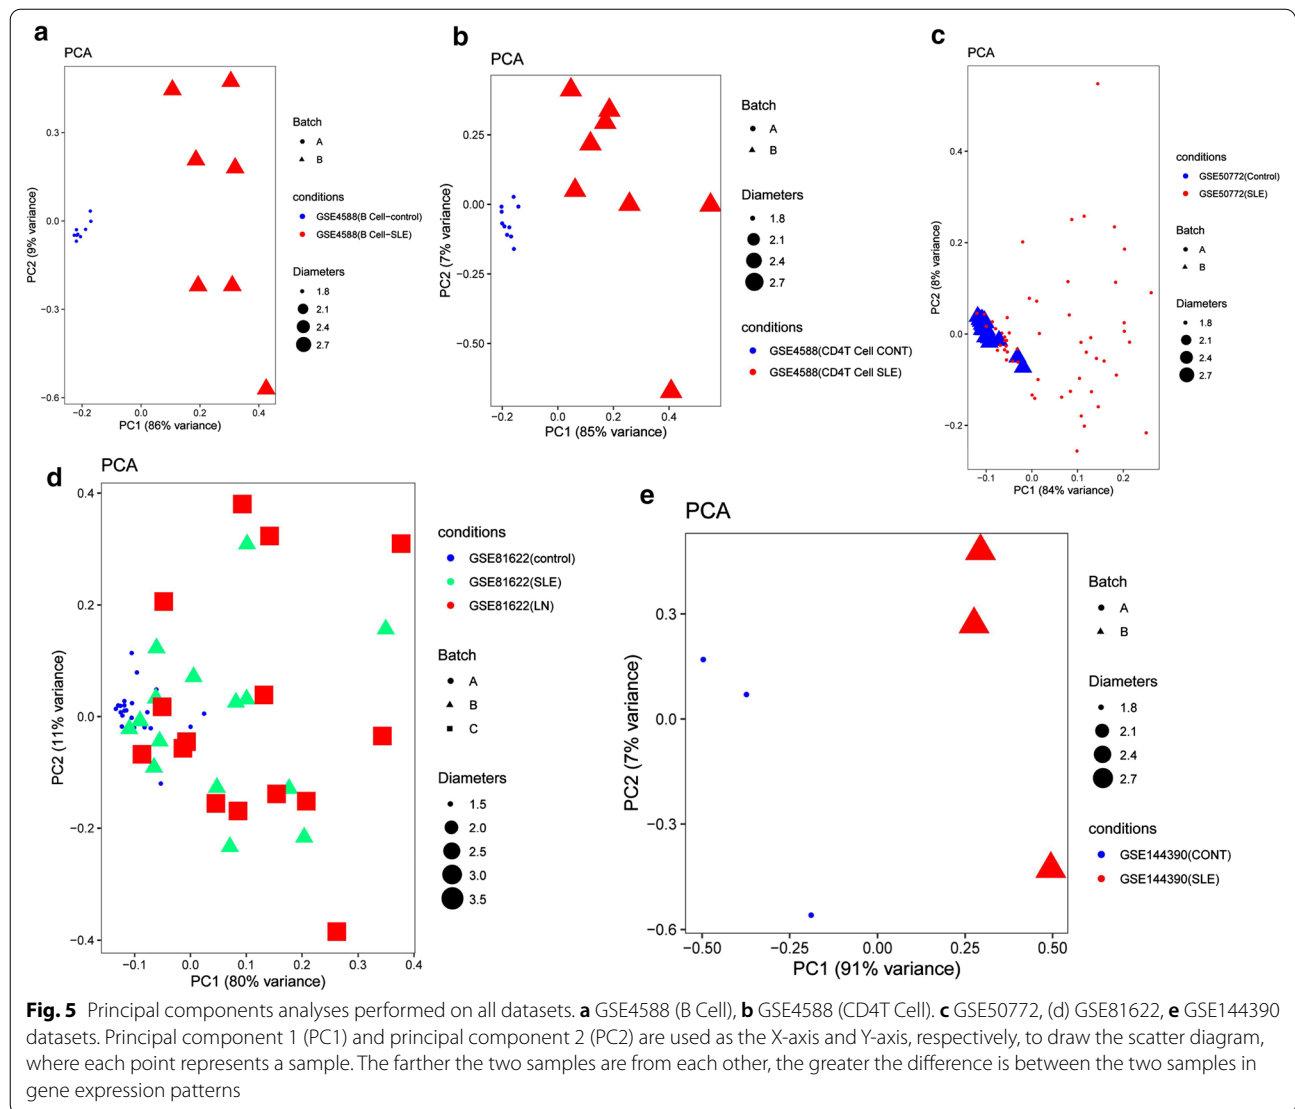 a
PCA
0.3
0.0
−0.3
−0.6
PC2 (9% variance)
−0.2
0.0
0.2
0.4
PC1 (86% variance)
Batch
A
B
conditions
GSE4588(B Cell−control)
GSE4588(B Cell−SLE)
Diameters
1.8
2.1
2.4
2.7
b
PCA
0.25
0.00
−0.25
−0.50
PC2 (7% variance)
−0.2
0.0
0.2
0.4
PC1 (85% variance)
Batch
A
B
Diameters
1.8
2.1
2.4
2.7
conditions
GSE4588(CD4T Cell CONT)
GSE4588(CD4T Cell SLE)
c
PCA
0.4
0.2
0.0
−0.2
PC2 (8% variance)
−0.1
0.0
0.1
0.2
PC1 (84% variance)
conditions
GSE50772(Control)
GSE50772(SLE)
Batch
A
B
Diameters
1.8
2.1
2.4
2.7
d
PCA
0.4
0.2
0.0
−0.2
−0.4
PC2 (11% variance)
−0.1
0.0
0.1
0.2
0.3
0.4
PC1 (80% variance)
conditions
GSE81622(control)
GSE81622(SLE)
GSE81622(LN)
Batch
A
B
C
Diameters
1.5
2.0
2.5
3.0
3.5
e
PCA
0.3
0.0
−0.3
−0.6
PC2 (7% variance)
−0.50
−0.25
0.00
0.25
0.50
PC1 (91% variance)
Batch
A
B
Diameters
1.8
2.1
2.4
2.7
conditions
GSE144390(CONT)
GSE144390(SLE)
Fig. 5 Principal components analyses performed on all datasets. a GSE4588 (B Cell), b GSE4588 (CD4T Cell). c GSE50772, (d) GSE81622, e GSE144390
datasets. Principal component 1 (PC1) and principal component 2 (PC2) are used as the X-axis and Y-axis, respectively, to draw the scatter diagram,
where each point represents a sample. The farther the two samples are from each other, the greater the difference is between the two samples in
gene expression patterns